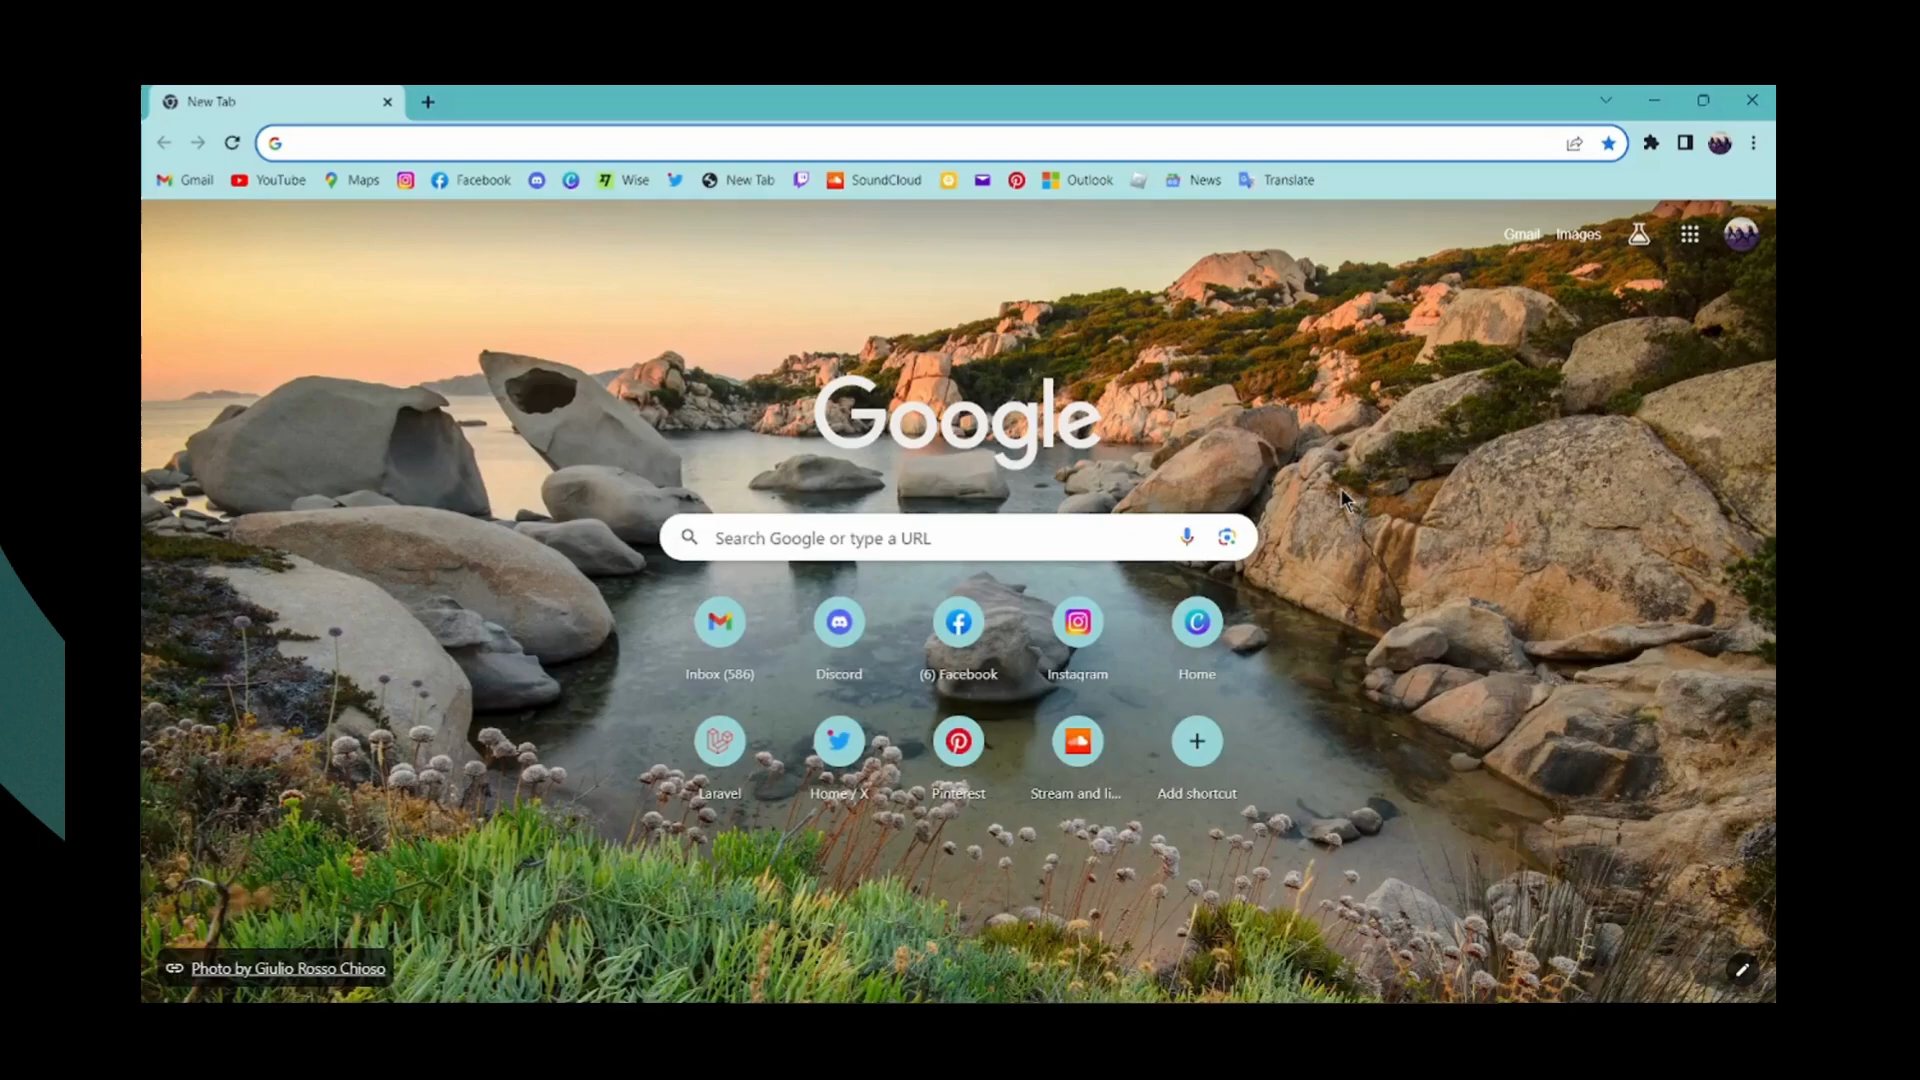 New Tab
Gmail YouTube Maps Facebook Wise New Tab SoundCloud Outlook News Translate
Gmail Images
Google
Search Google or type a URL
Inbox (586) Discord (6) Facebook Instagram Home
Laravel Home / X Pinterest Stream and li... Add shortcut
Photo by Giulio Rosso Chioso